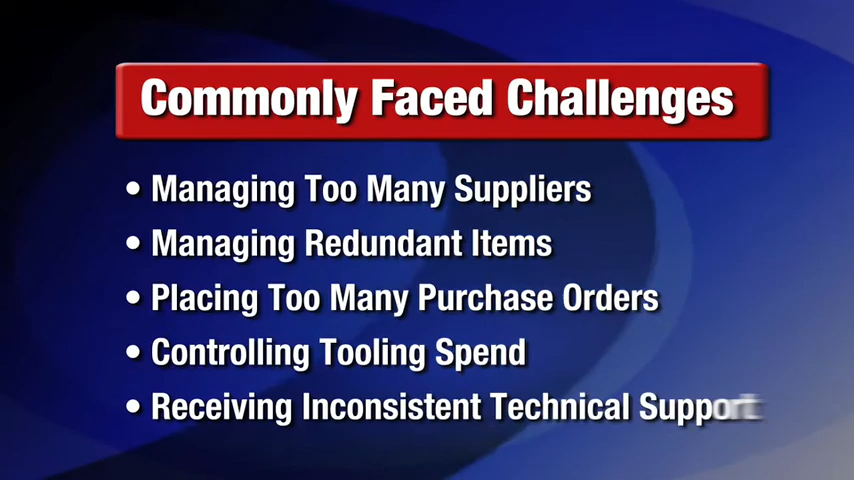 Commonly Faced Challenges
• Managing Too Many Suppliers
• Managing Redundant Items
• Placing Too Many Purchase Orders
• Controlling Tooling Spend
• Receiving Inconsistent Technical Support